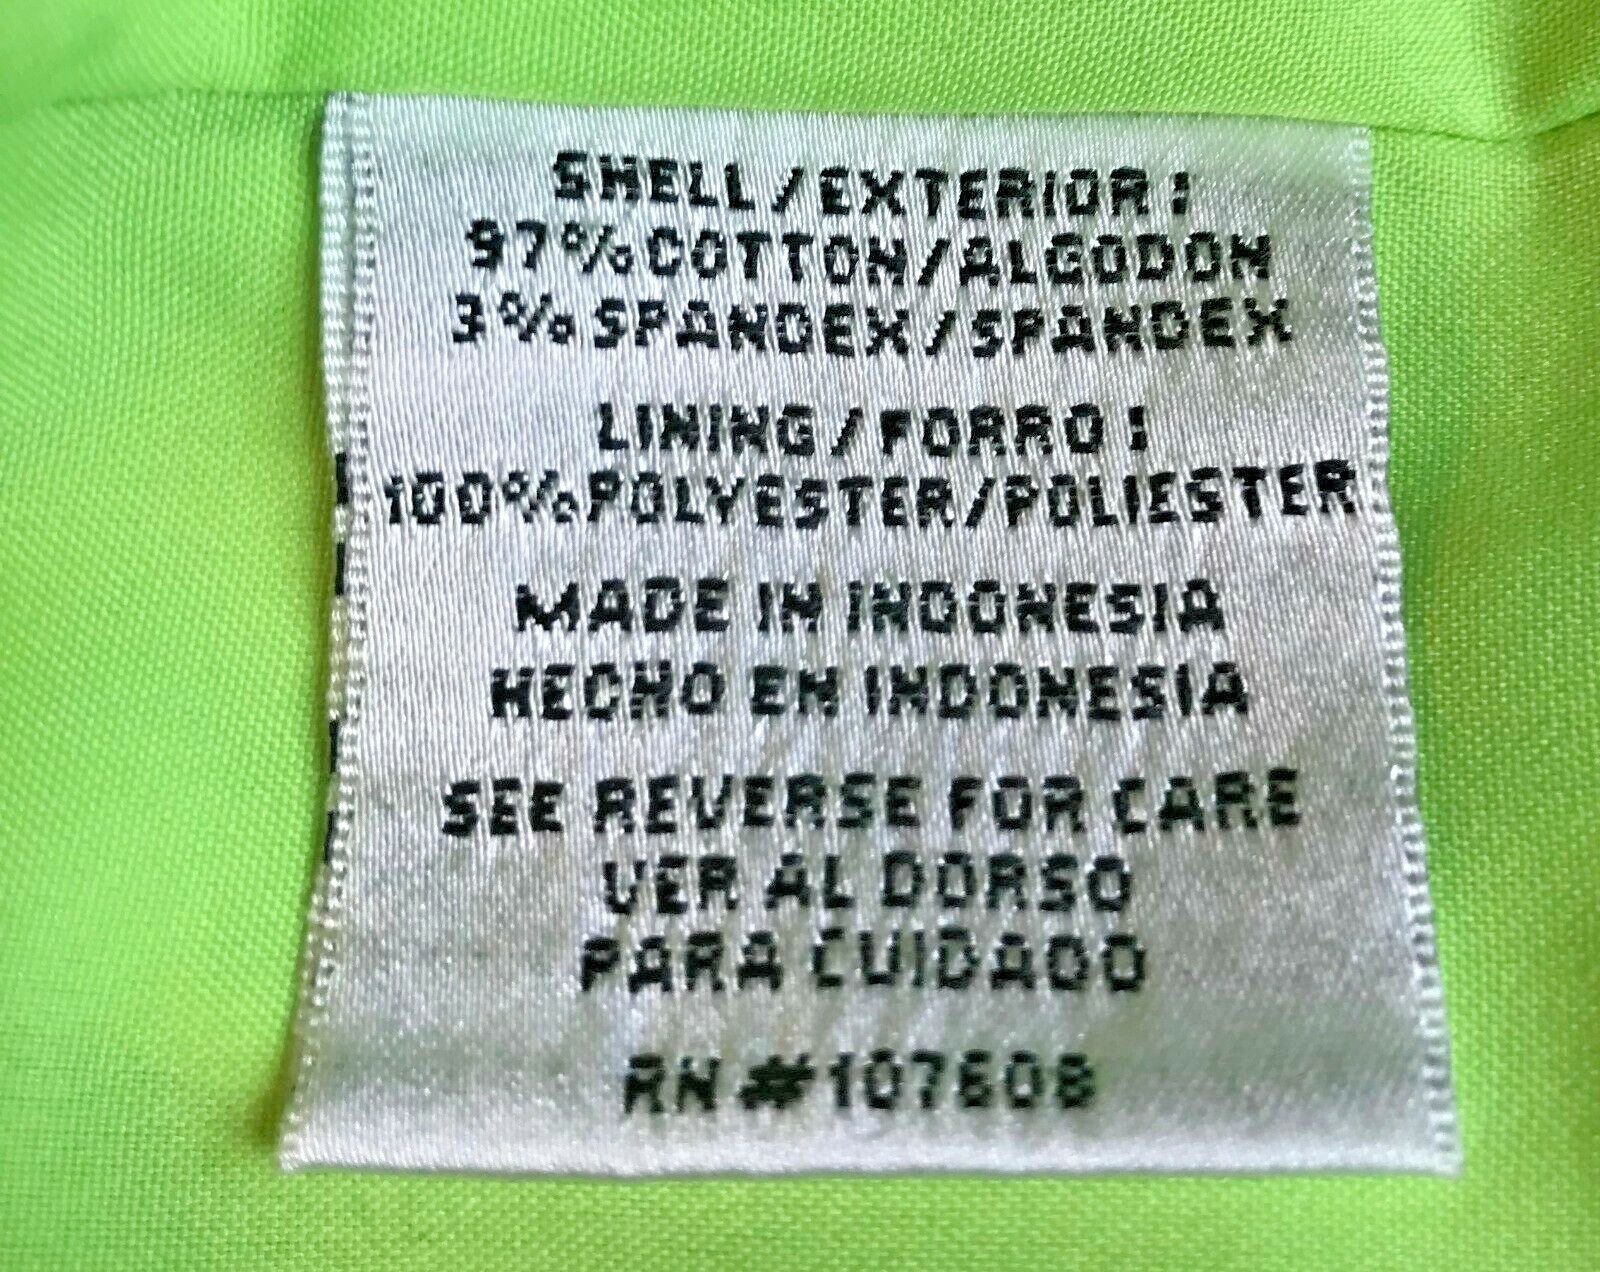 SHELL/EXTERIOR:
97%COTTON/ALGODON
3%SPANDEX/SPANDEX
LINING/FORRO:
100%POLYESTER/POLIESTER
MADE IN INDONESIA
HECHO EN INDONESIA
SEE REVERSE FOR CARE
VER AL DORSO
PARA CUIDADO
RN #107608